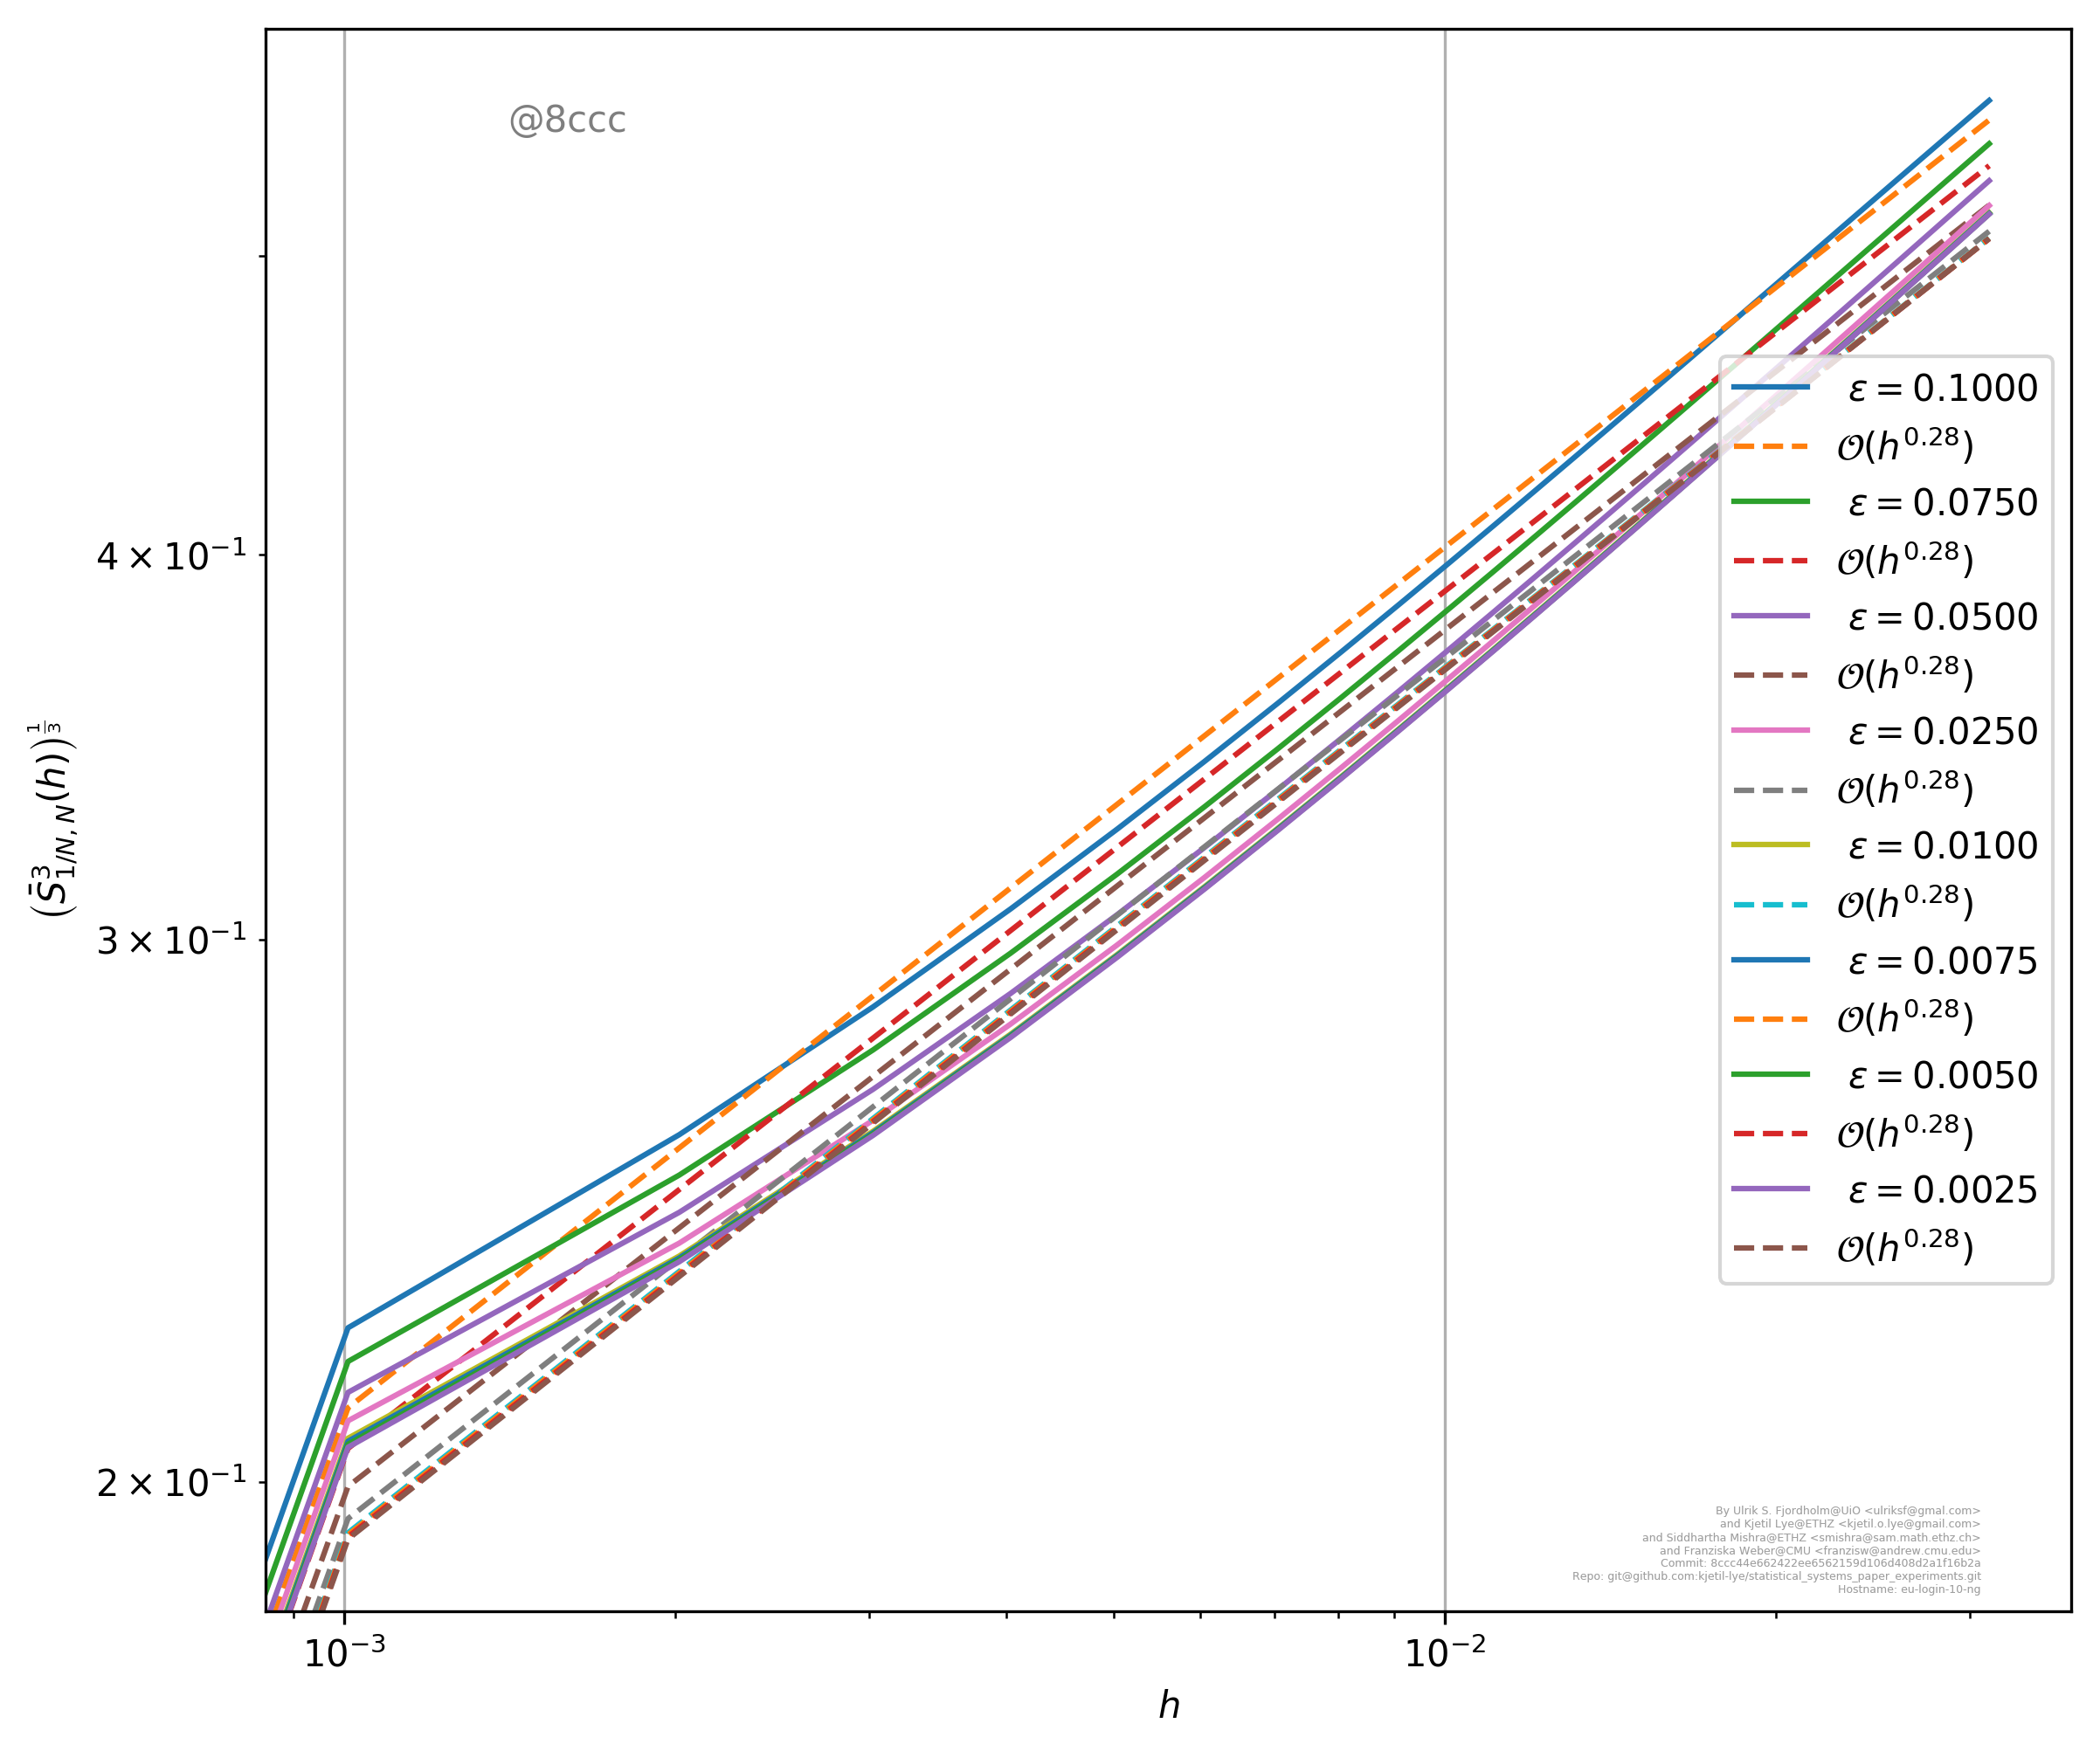 @8ccc
4 × 10⁻¹
3 × 10⁻¹
2 × 10⁻¹
(S̄³₁/N, N(h))^(1/3)
10⁻³
10⁻²
h
ε = 0.1000
𝒪(h^0.28)
ε = 0.0750
𝒪(h^0.28)
ε = 0.0500
𝒪(h^0.28)
ε = 0.0250
𝒪(h^0.28)
ε = 0.0100
𝒪(h^0.28)
ε = 0.0075
𝒪(h^0.28)
ε = 0.0050
𝒪(h^0.28)
ε = 0.0025
𝒪(h^0.28)
By Ulrik S. Fjordholm@UiO <ulriksf@gmal.com>
and Kjetil Lye@ETHZ <kjetil.o.lye@gmail.com>
and Siddhartha Mishra@ETHZ <smishra@sam.math.ethz.ch>
and Franziska Weber@CMU <franzisw@andrew.cmu.edu>
Commit: 8ccc44e662422ee6562159d106d408d2a1f16b2a
Repo: git@github.com:kjetil-lye/statistical_systems_paper_experiments.git
Hostname: eu-login-10-ng